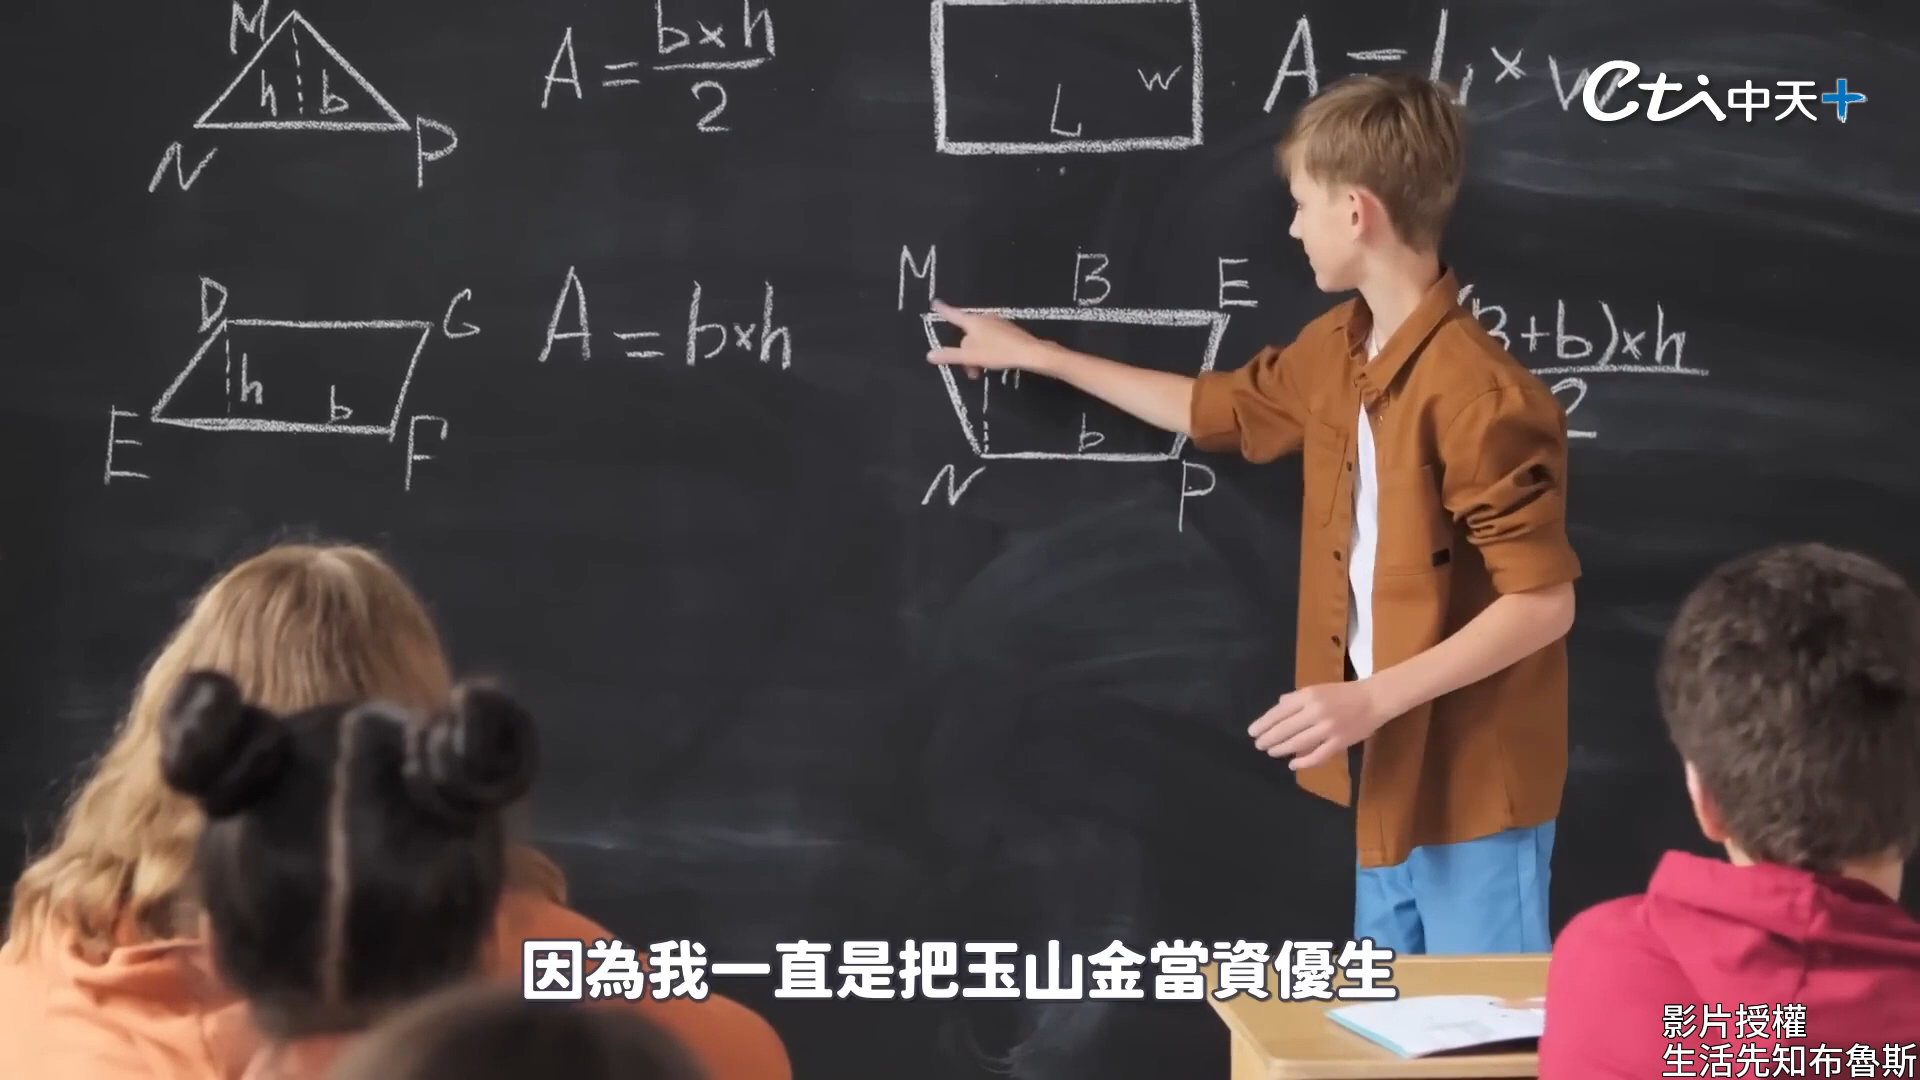 M
h b
N
P
A = b×h / 2
L
w
A = L × w
Cti中天+
D
G
h
b
E
F
A = b×h
M B E
b
N
P
+b)×h
2
因為我一直是把玉山金當資優生
影片授權
生活先知布魯斯